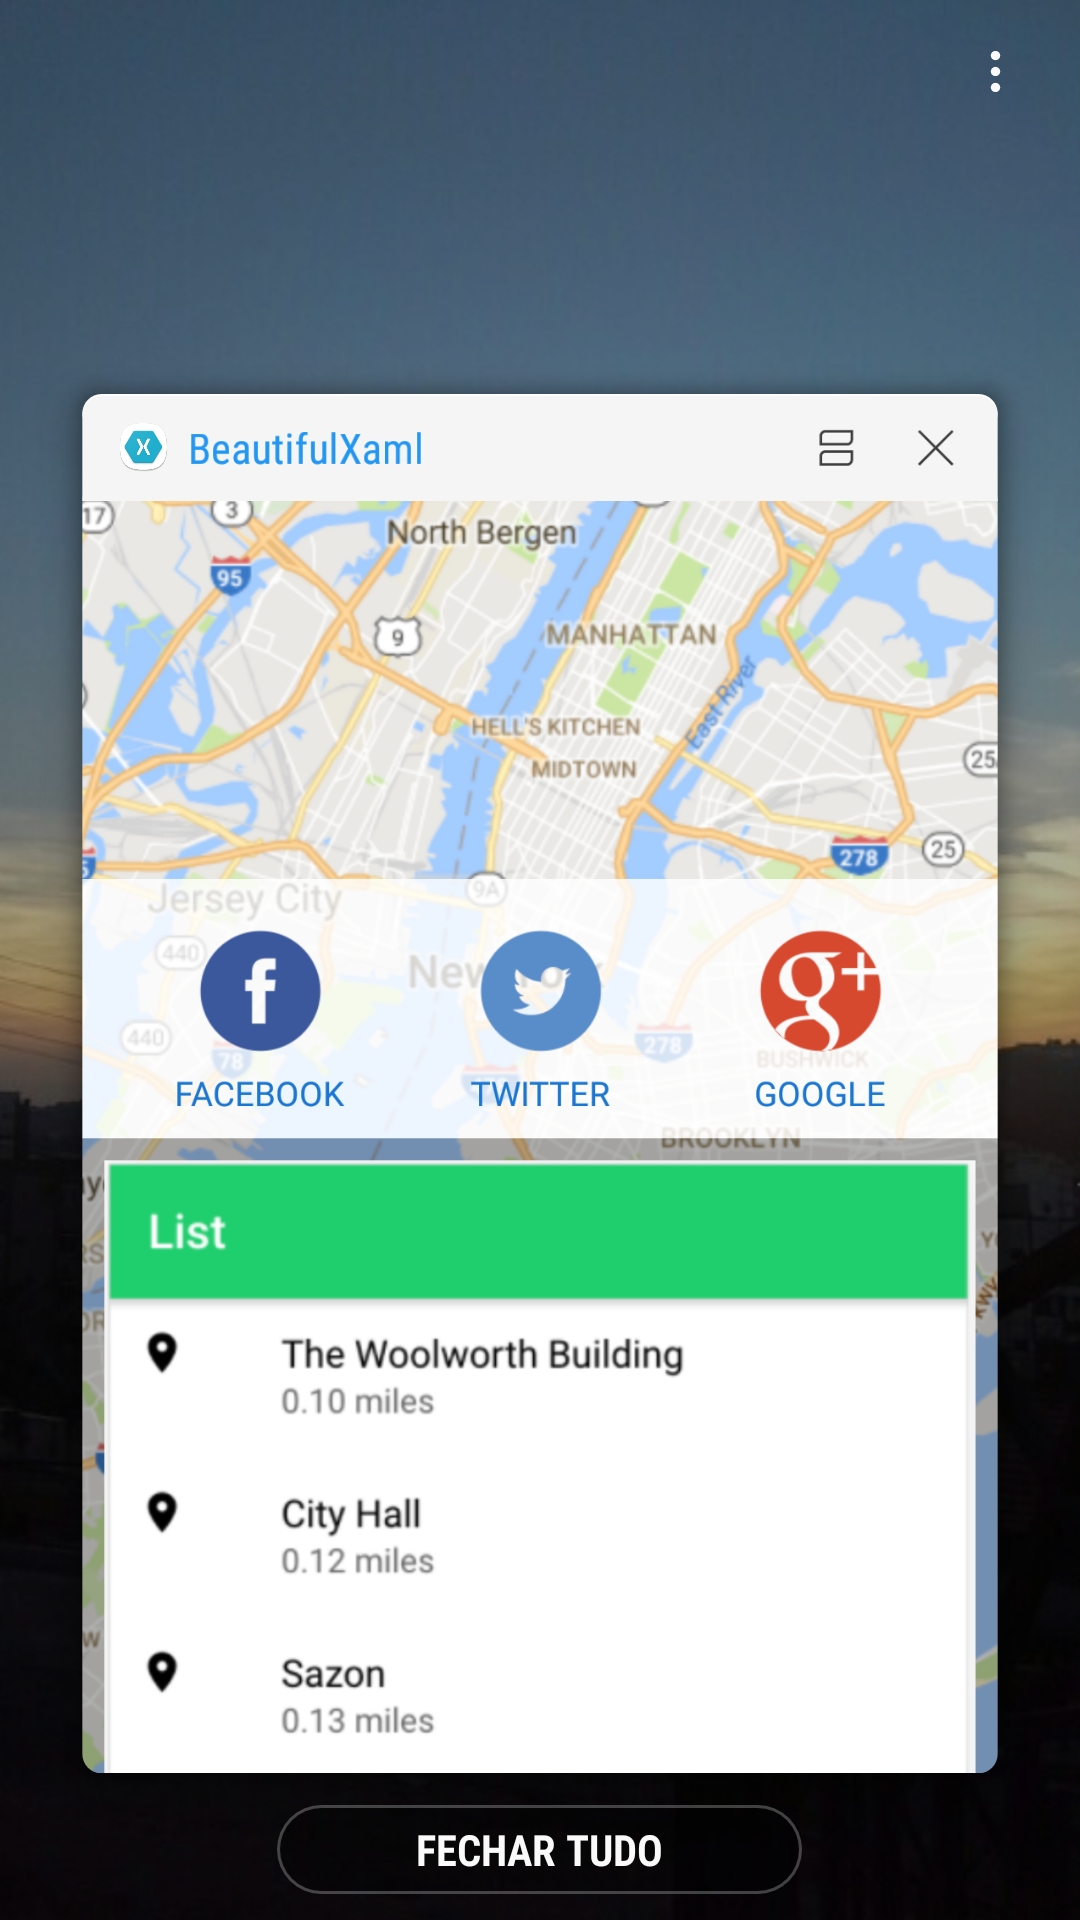 BeautifulXaml
17
3
North Bergen
95
9
MANHATTAN
East River
HELL'S KITCHEN
MIDTOWN
25
278
25
9A
Jersey City
440
440
78
278
BUSHWICK
FACEBOOK
TWITTER
GOOGLE
BROOKLYN
List
The Woolworth Building
0.10 miles
City Hall
0.12 miles
Sazon
0.13 miles
FECHAR TUDO